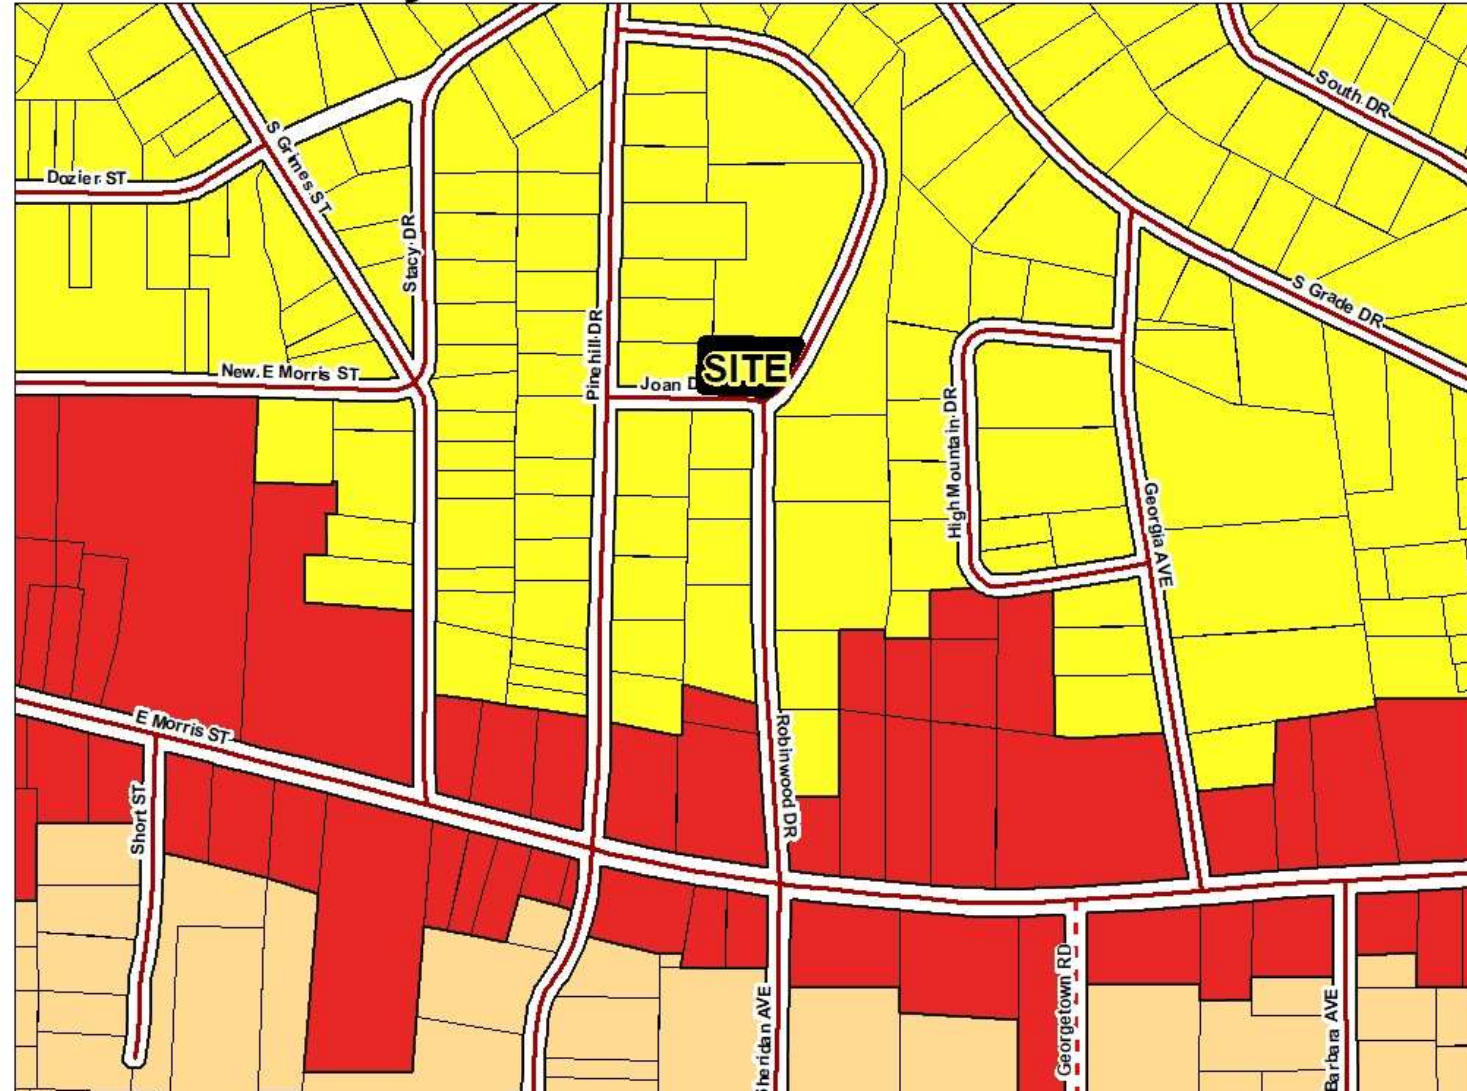 South DR
S Grimes ST
Dozier ST
Stacy DR
S Grade DR
Pinehill DR
SITE
New E Morris ST
Joan D
High Mountain DR
Georgia AVE
E Morris ST
Robinwood DR
Short ST
Georgetown RD
heridan AVE
Barbara AVE